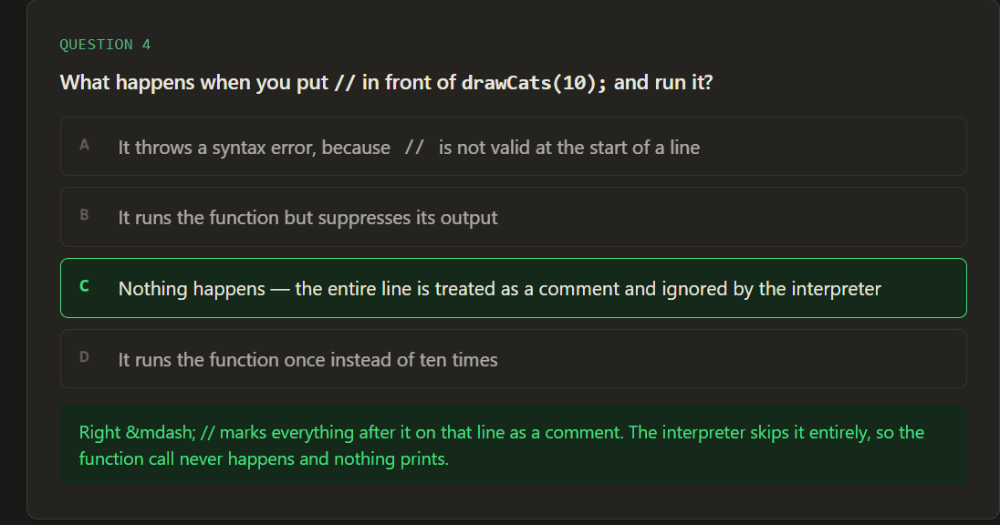 QUESTION 4
What happens when you put // in front of drawCats(10); and run it?
A
It throws a syntax error, because // is not valid at the start of a line
B
It runs the function but suppresses its output
C
Nothing happens — the entire line is treated as a comment and ignored by the interpreter
D
It runs the function once instead of ten times
Right &mdash; // marks everything after it on that line as a comment. The interpreter skips it entirely, so the
function call never happens and nothing prints.